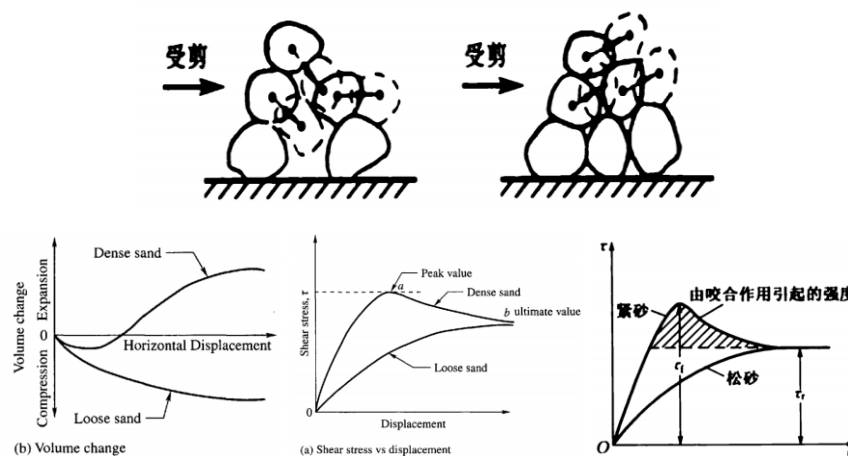 受剪
受剪
Volume change
Compression Expansion
0
Dense sand
Horizontal Displacement
Loose sand
(b) Volume change
Shear stress, τ
Peak value
a
Dense sand
b ultimate value
Loose sand
0
Displacement
(a) Shear stress vs displacement
τ
紧砂
由咬合作用引起的强度
τf
松砂
τr
O